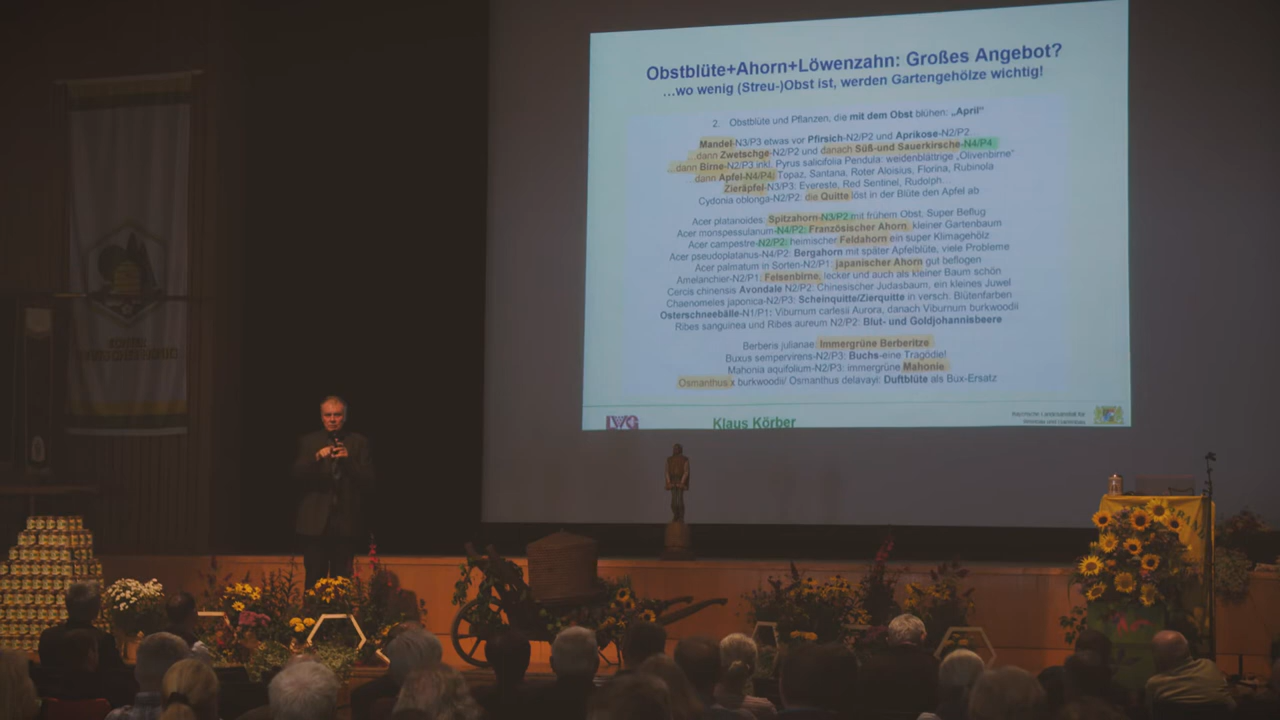 Obstblüte+Ahorn+Löwenzahn: Großes Angebot?
...wo wenig (Streu-)Obst ist, werden Gartengehölze wichtig!
2. Obstblüte und Pflanzen, die mit dem Obst blühen: „April“
Mandel-N3/P3 etwas vor Pfirsich-N2/P2 und Aprikose-N2/P2
...dann Zwetschge-N2/P2 und danach Süß-und Sauerkirsche-N4/P4
...dann Birne-N2/P3 inkl. Pyrus salicifolia Pendula: weidenblättrige „Olivenbirne“
...dann Apfel-N4/P4: Topaz, Santana, Roter Aloisius, Florina, Rubinola
Zieräpfel-N3/P3: Evereste, Red Sentinel, Rudolph...
Cydonia oblonga-N2/P2: die Quitte löst in der Blüte den Apfel ab
Acer platanoides: Spitzahorn-N3/P2 mit frühem Obst, Super Beflug
Acer monspessulanum-N4/P2: Französischer Ahorn kleiner Gartenbaum
Acer campestre-N2/P2: heimischer Feldahorn ein super Klimagehölz
Acer pseudoplatanus-N4/P2: Bergahorn mit später Apfelblüte, viele Probleme
Acer palmatum in Sorten-N2/P1: japanischer Ahorn gut beflogen
Amelanchier-N2/P1: Felsenbirne, lecker und auch als kleiner Baum schön
Cercis chinensis Avondale N2/P2: Chinesischer Judasbaum, ein kleines Juwel
Chaenomeles japonica-N2/P3: Scheinquitte/Zierquitte in versch. Blütenfarben
Osterschneebälle-N1/P1: Viburnum carlesii Aurora, danach Viburnum burkwoodii
Ribes sanguinea und Ribes aureum N2/P2: Blut- und Goldjohannisbeere
Berberis julianae: Immergrüne Berberitze
Buxus sempervirens-N2/P3: Buchs-eine Tragödie!
Mahonia aquifolium-N2/P3: immergrüne Mahonie
Osmanthus x burkwoodii/ Osmanthus delavayi: Duftblüte als Bux-Ersatz
LWG
Klaus Körber
Bayerische Landesanstalt für
Weinbau und Gartenbau